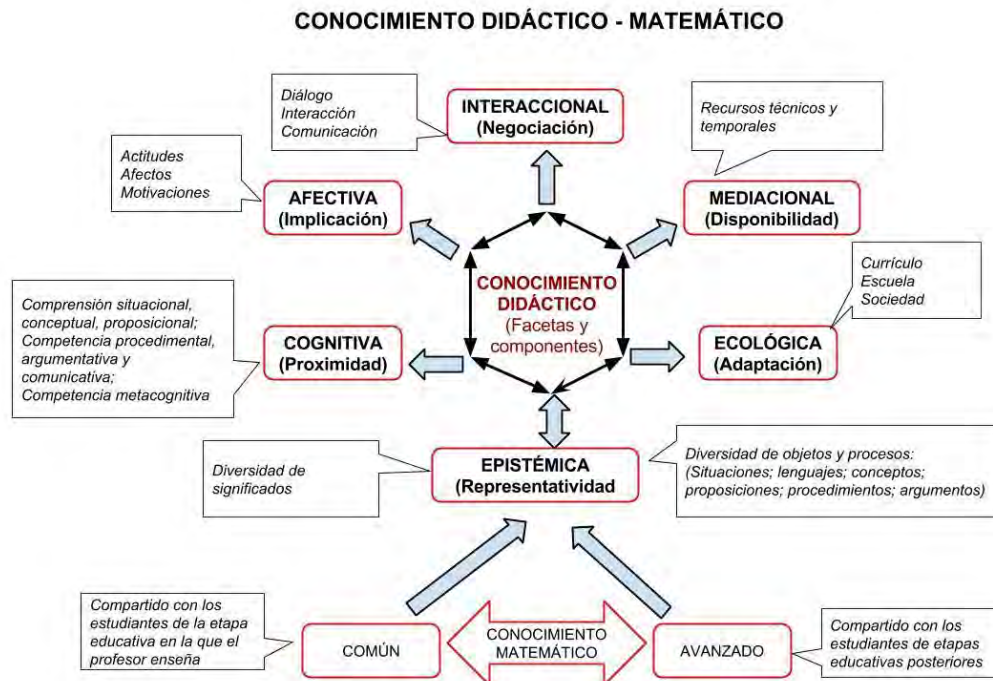 CONOCIMIENTO DIDÁCTICO - MATEMÁTICO
Diálogo
Interacción
Comunicación
INTERACCIONAL
(Negociación)
Recursos técnicos y
temporales
Actitudes
Afectos
Motivaciones
AFECTIVA
(Implicación)
MEDIACIONAL
(Disponibilidad)
CONOCIMIENTO
DIDÁCTICO
(Facetas y
componentes)
Currículo
Escuela
Sociedad
Comprensión situacional,
conceptual, proposicional;
Competencia procedimental,
argumentativa y
comunicativa;
Competencia metacognitiva
COGNITIVA
(Proximidad)
ECOLÓGICA
(Adaptación)
Diversidad de
significados
EPISTÉMICA
(Representatividad
Diversidad de objetos y procesos:
(Situaciones; lenguajes; conceptos;
proposiciones; procedimientos; argumentos)
Compartido con los
estudiantes de la etapa
educativa en la que el
profesor enseña
COMÚN
CONOCIMIENTO
MATEMÁTICO
AVANZADO
Compartido con los
estudiantes de etapas
educativas posteriores